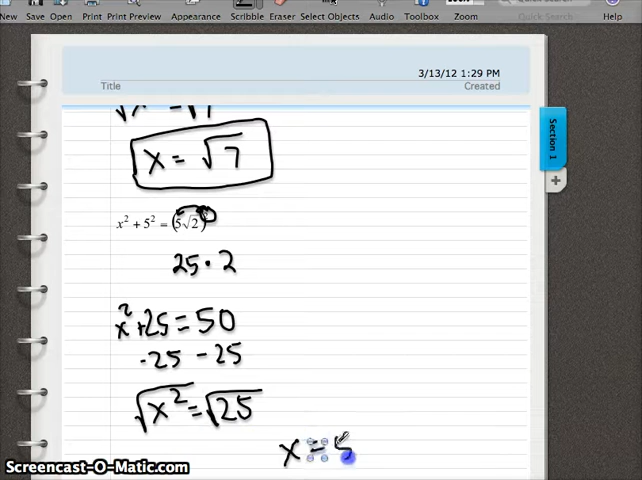 New Save Open Print Print Preview Appearance Scribble Eraser Select Objects Audio Toolbox Zoom Quick Search Help
3/13/12 1:29 PM
Title Created
Section 1
x = √7
x² + 5² = (5√2)²
25 • 2
x² + 25 = 50
-25 -25
√x² = √25
x = 5
Screencast-O-Matic.com